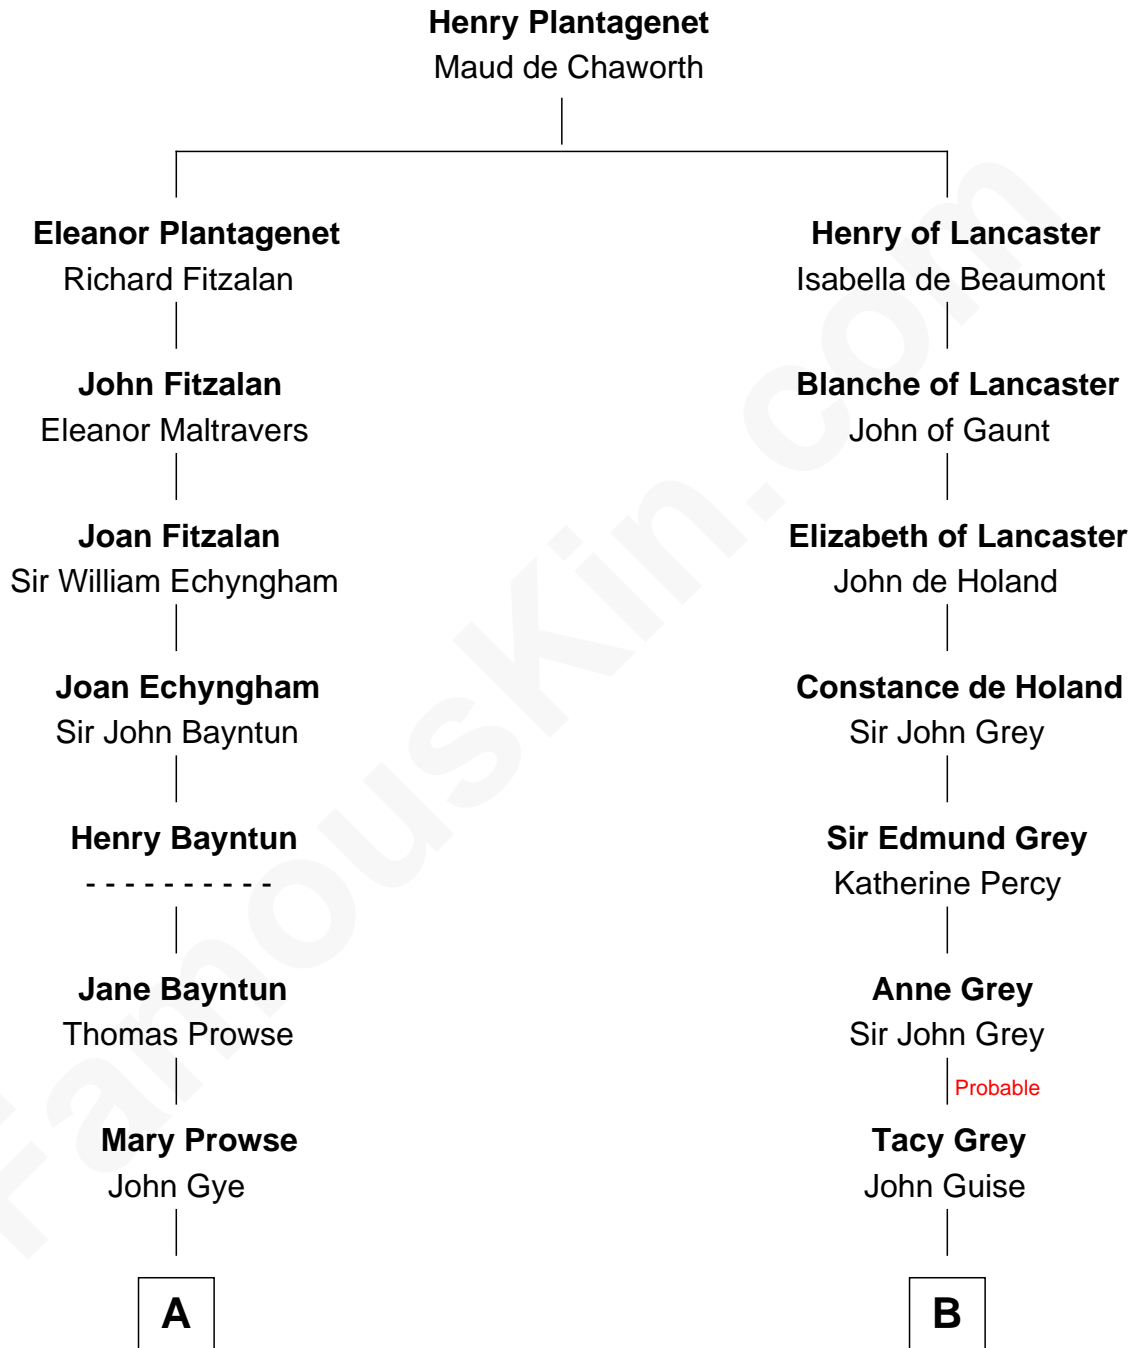 Henry Plantagenet
Maud de Chaworth
Eleanor Plantagenet
Richard Fitzalan
John Fitzalan
Eleanor Maltravers
Joan Fitzalan
Sir William Echyngham
Joan Echyngham
Sir John Bayntun
Henry Bayntun
- - - - - - - - - -
Jane Bayntun
Thomas Prowse
Mary Prowse
John Gye
A
Henry of Lancaster
Isabella de Beaumont
Blanche of Lancaster
John of Gaunt
Elizabeth of Lancaster
John de Holand
Constance de Holand
Sir John Grey
Sir Edmund Grey
Katherine Percy
Anne Grey
Sir John Grey
Probable
Tacy Grey
John Guise
B
FamousKin.com